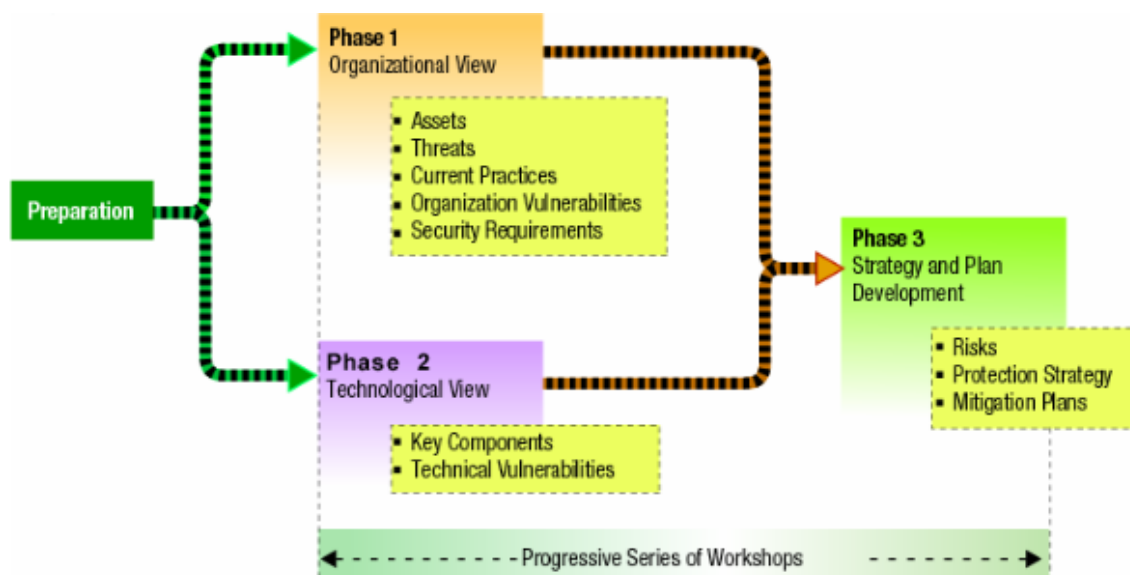 Preparation
Phase 1
Organizational View
▪ Assets
▪ Threats
▪ Current Practices
▪ Organization Vulnerabilities
▪ Security Requirements
Phase 2
Technological View
▪ Key Components
▪ Technical Vulnerabilities
Phase 3
Strategy and Plan
Development
▪ Risks
▪ Protection Strategy
▪ Mitigation Plans
Progressive Series of Workshops